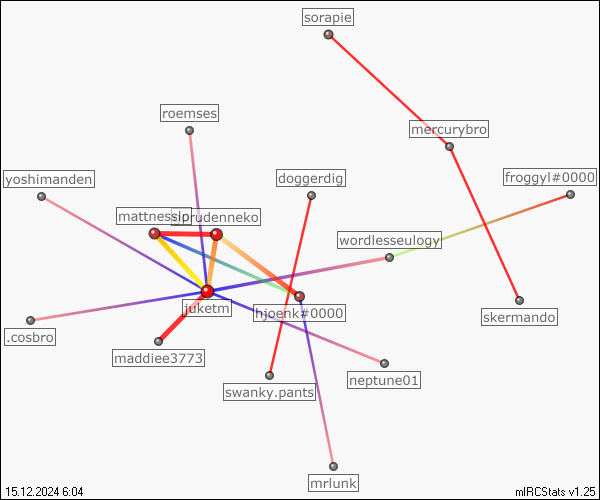 sorapie
roemses
mercurybro
yoshimanden
doggerdig
froggyl#0000
mattnessip
siprudenneko
wordlesseulogy
juketm
hjoenk#0000
skermando
.cosbro
maddiee3773
neptune01
swanky.pants
mrlunk
15.12.2024 6:04
mIRCStats v1.25